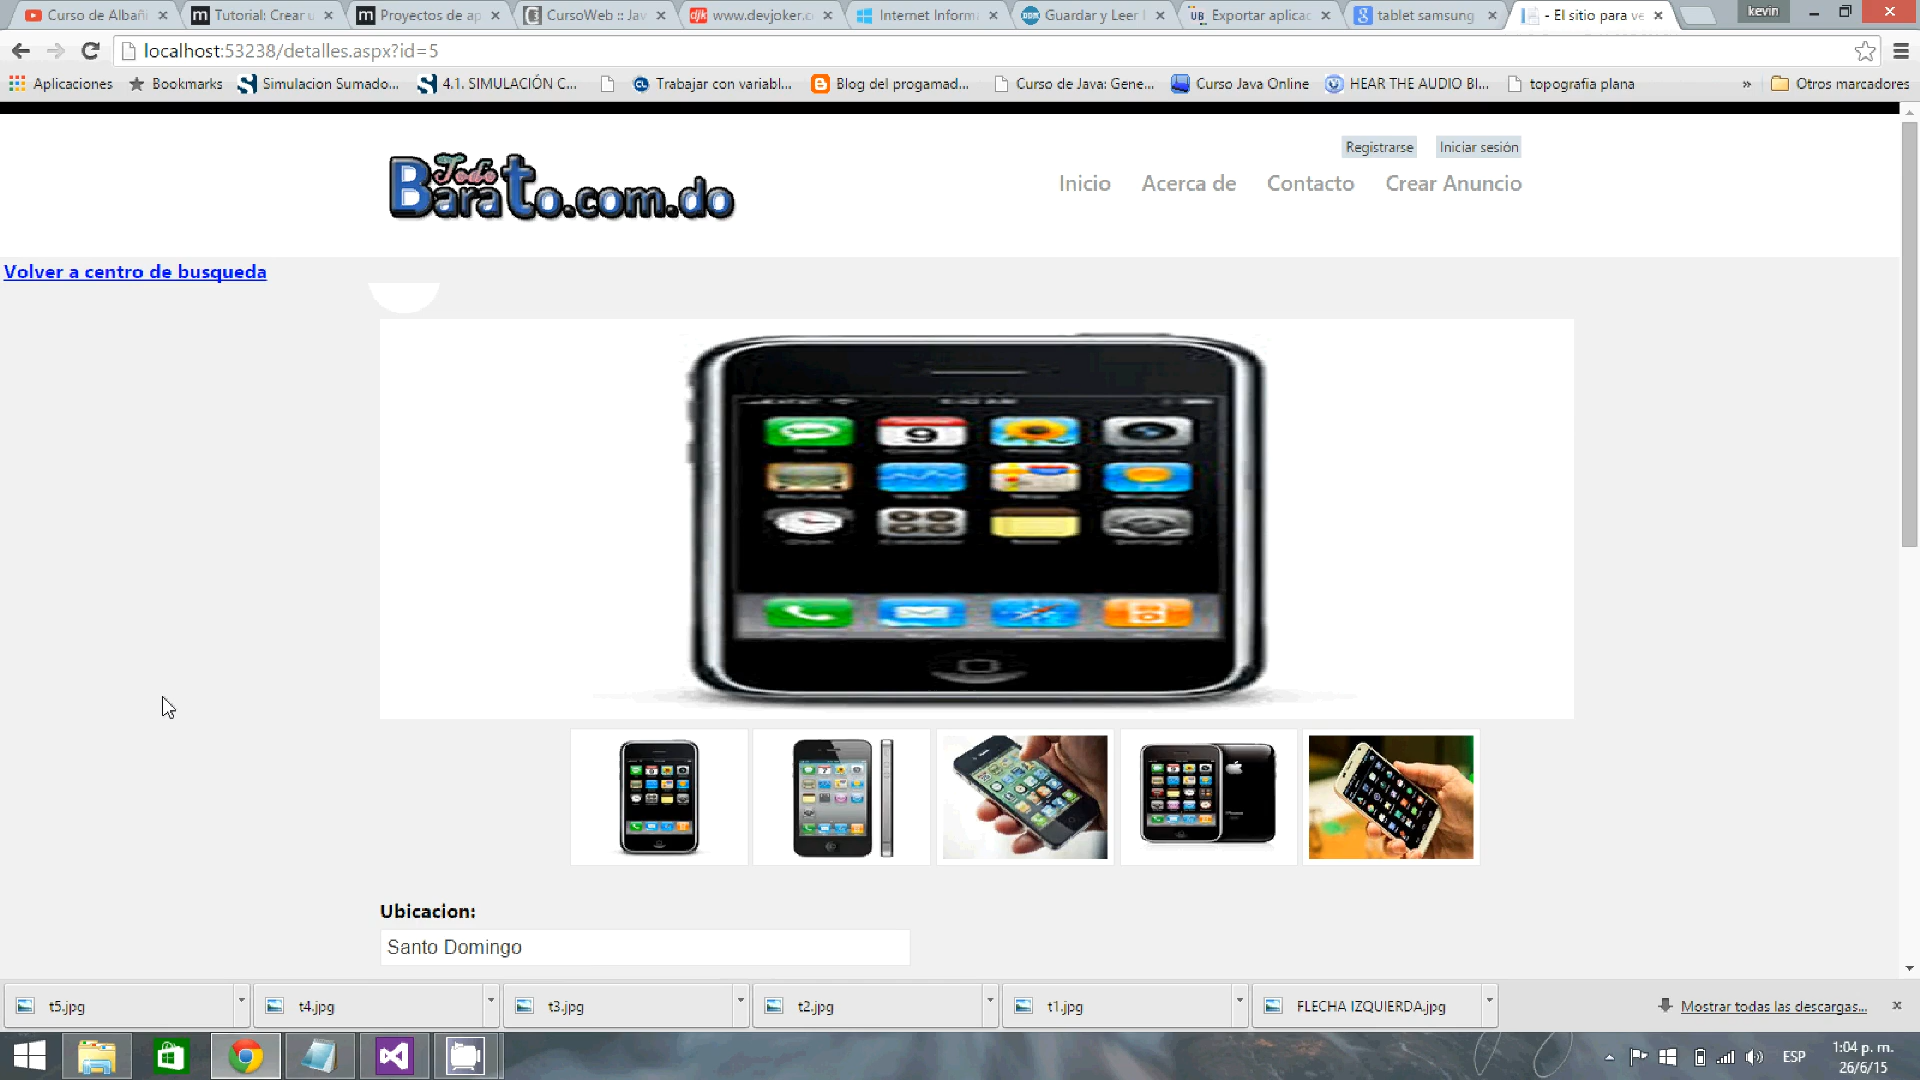 Curso de Albañi
Tutorial: Crear u
Proyectos de ap
CursoWeb :: Jav
www.devjoker.c
Internet Inform
Guardar y Leer
Exportar aplicac
tablet samsung
- El sitio para ve
kevin
localhost:53238/detalles.aspx?id=5
Aplicaciones
Bookmarks
Simulacion Sumado...
4.1. SIMULACIÓN C...
Trabajar con variabl...
Blog del progamad...
Curso de Java: Gene...
Curso Java Online
HEAR THE AUDIO BI...
topografia plana
»
Otros marcadores
Registrarse
Iniciar sesión
Todo
Barato.com.do
Inicio
Acerca de
Contacto
Crear Anuncio
Volver a centro de busqueda
9
Ubicacion:
Santo Domingo
t5.jpg
t4.jpg
t3.jpg
t2.jpg
t1.jpg
FLECHA IZQUIERDA.jpg
Mostrar todas las descargas...
ESP
1:04 p. m.
26/6/15